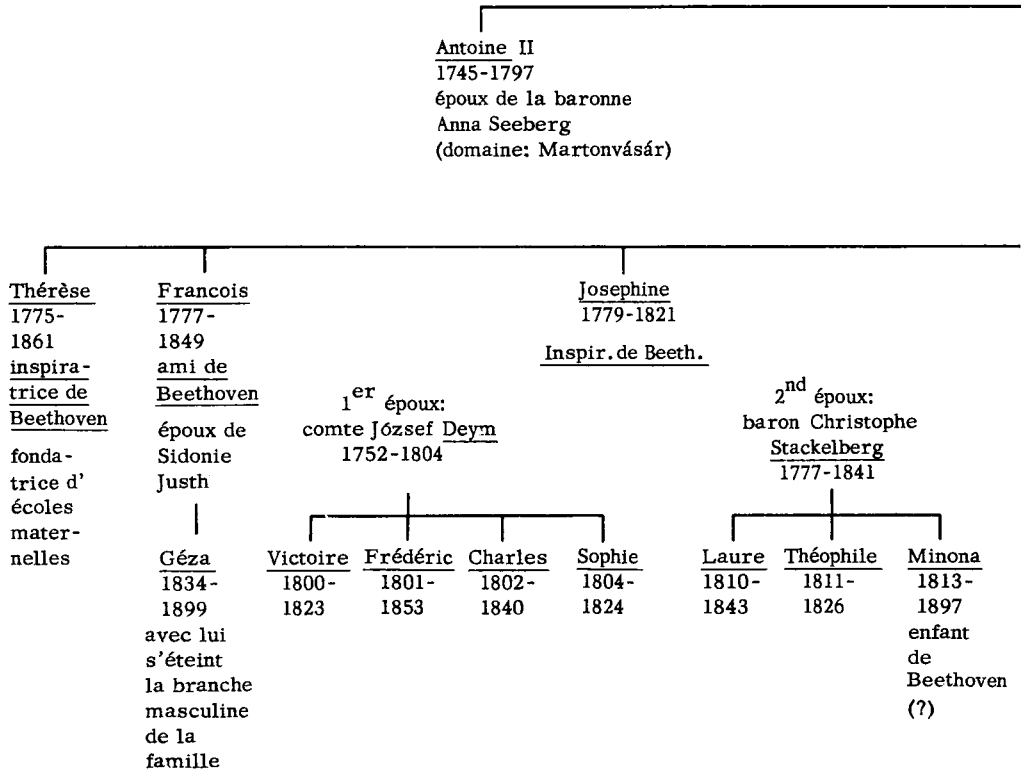 Antoine II
1745-1797
époux de la baronne
Anna Seeberg
(domaine: Martonvásár)
Thérèse
1775-
1861
inspira-
trice de
Beethoven
fonda-
trice d'
écoles
mater-
nelles
Francois
1777-
1849
ami de
Beethoven
époux de
Sidonie
Justh
Géza
1834-
1899
avec lui
s'éteint
la branche
masculine
de la
famille
Josephine
1779-1821
Inspir. de Beeth.
1er époux:
comte József Deym
1752-1804
Victoire
1800-
1823
Frédéric
1801-
1853
Charles
1802-
1840
Sophie
1804-
1824
2nd époux:
baron Christophe
Stackelberg
1777-1841
Laure
1810-
1843
Théophile
1811-
1826
Minona
1813-
1897
enfant
de
Beethoven
(?)